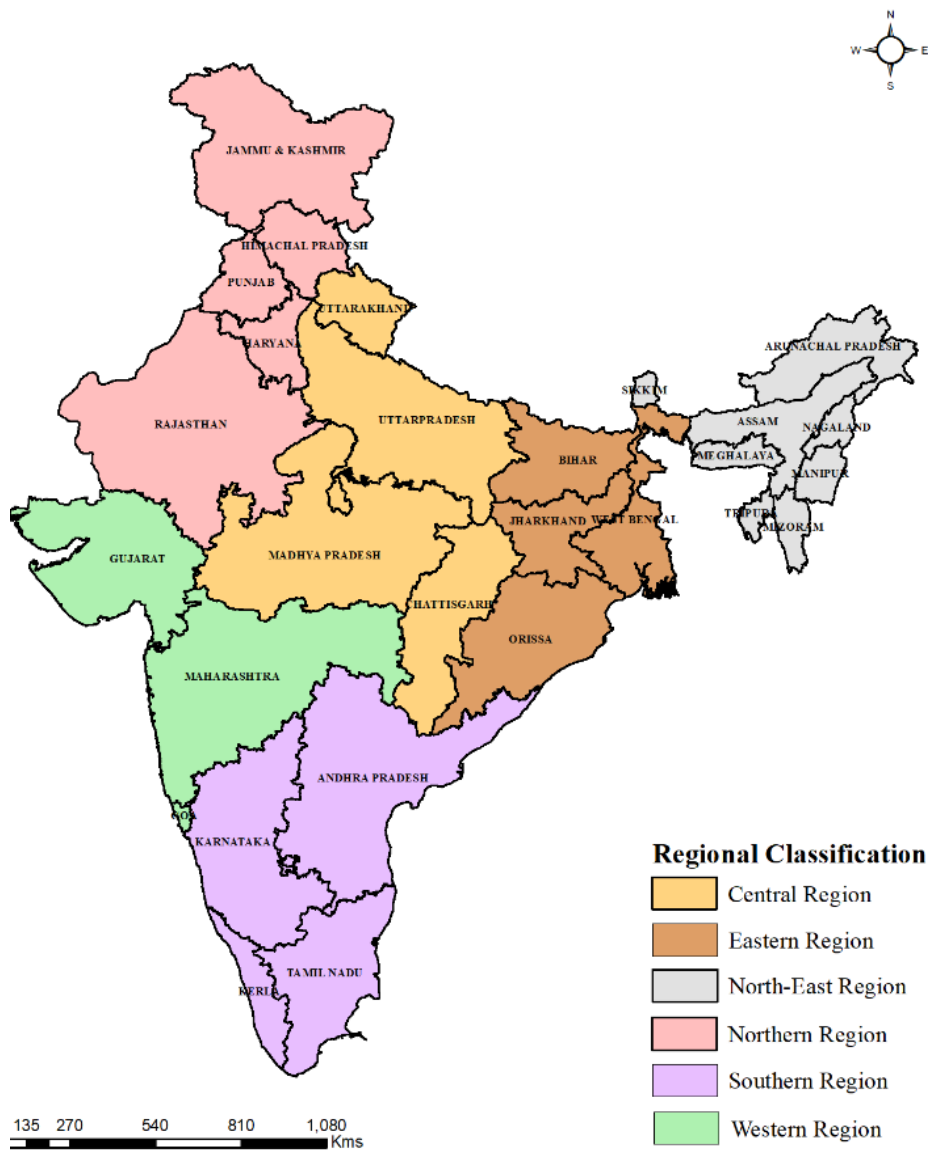 N
W E
S
JAMMU & KASHMIR
HIMACHAL PRADESH
PUNJAB
UTTARAKHAND
HARYANA
ARUNACHAL PRADESH
SIKKIM
RAJASTHAN
UTTARPRADESH
ASSAM
NAGALAND
MEGHALAYA
BIHAR
MANIPUR
TRIPURA
JHARKHAND
WEST BENGAL
MIZORAM
GUJARAT
MADHYA PRADESH
CHATTISGARH
ORISSA
MAHARASHTRA
ANDHRA PRADESH
GOA
KARNATAKA
TAMIL NADU
KERLA
Regional Classification
Central Region
Eastern Region
North-East Region
Northern Region
Southern Region
Western Region
135 270 540 810 1,080
Kms